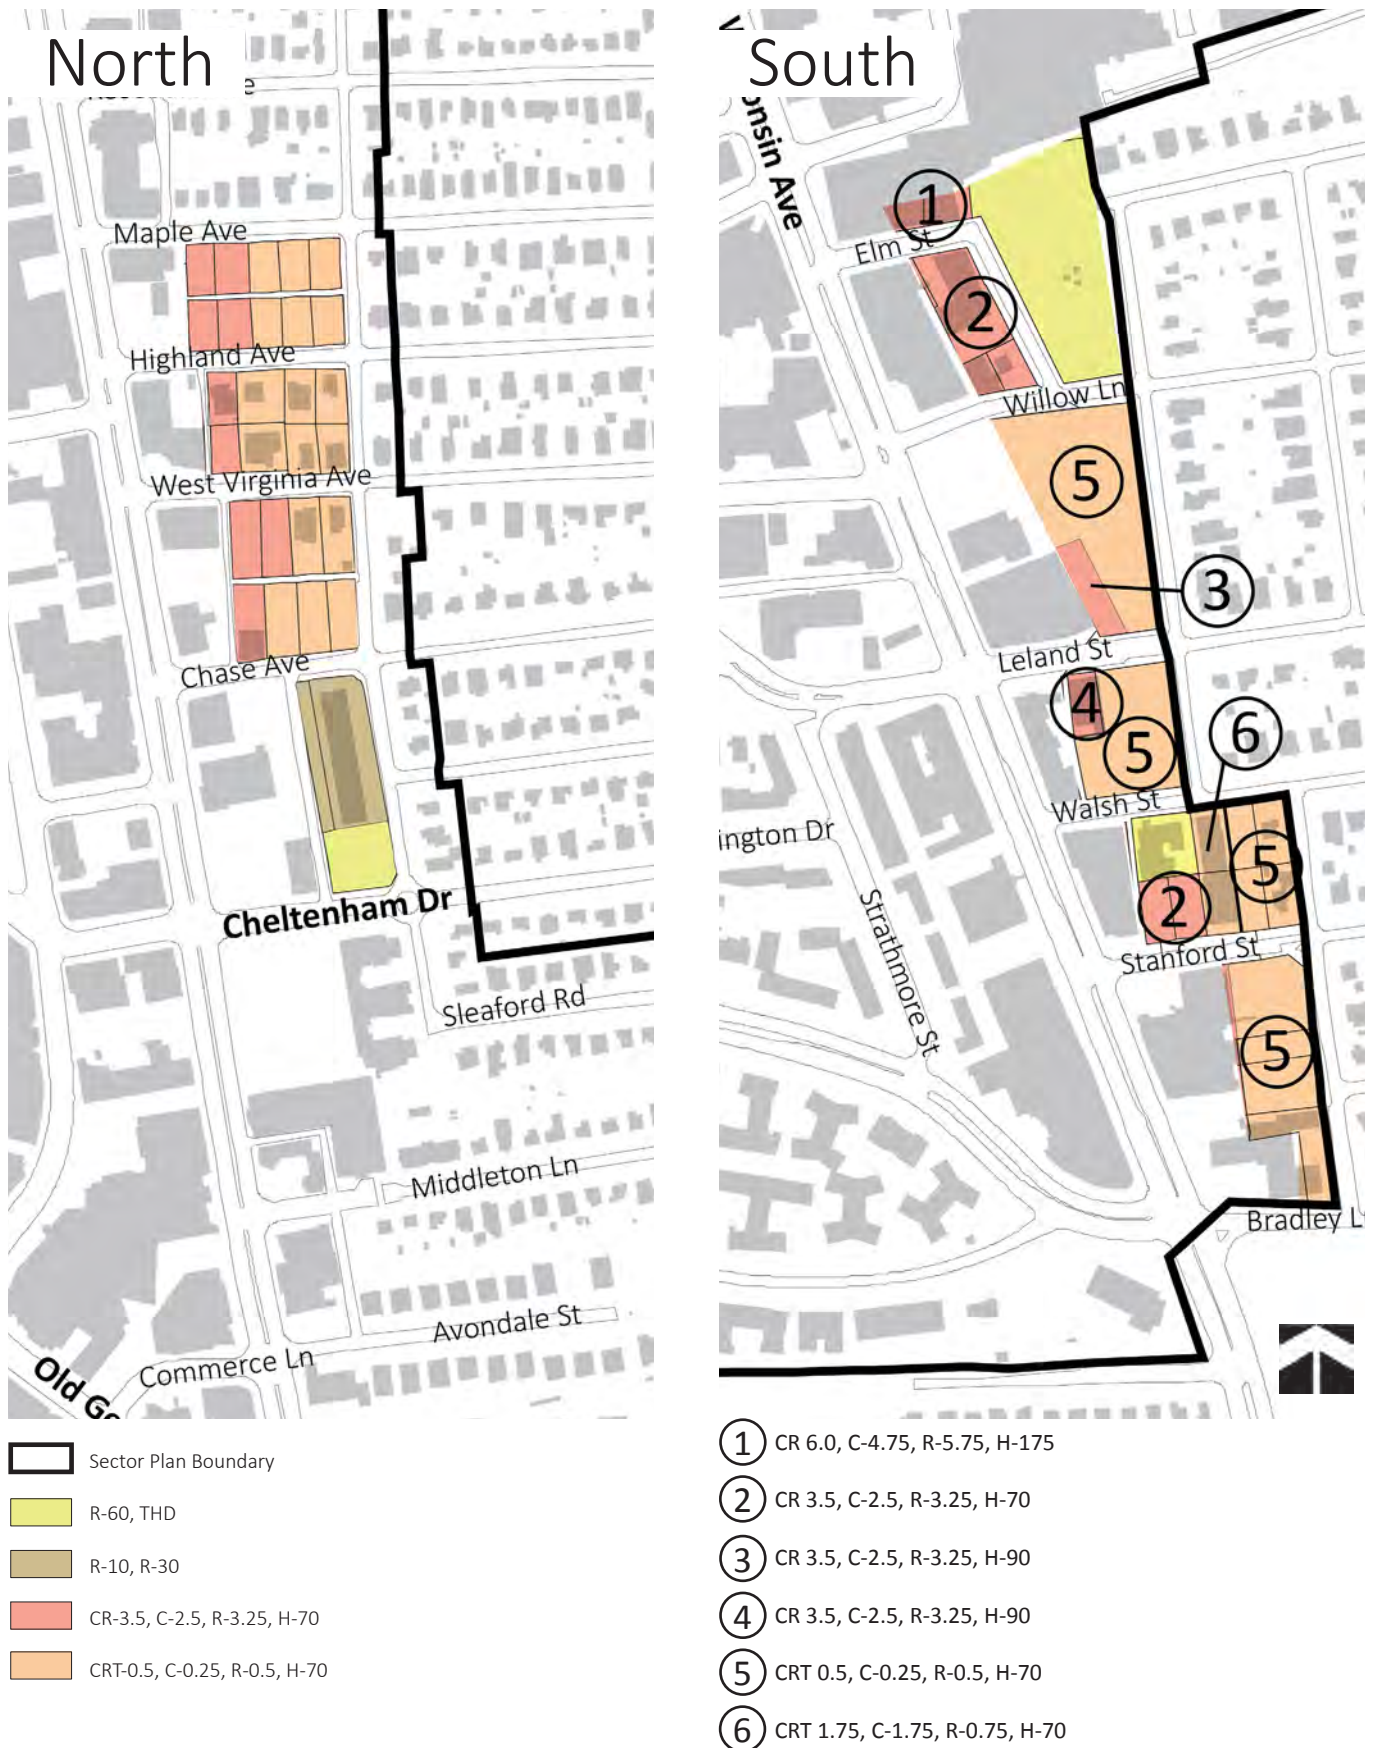 North
Maple Ave
Highland Ave
West Virginia Ave
Chase Ave
Cheltenham Dr
Sleaford Rd
Middleton Ln
Avondale St
Commerce Ln
Old Ge
Sector Plan Boundary
R-60, THD
R-10, R-30
CR-3.5, C-2.5, R-3.25, H-70
CRT-0.5, C-0.25, R-0.5, H-70
South
onsin Ave
1
Elm St
2
Willow Ln
5
3
Leland St
4
5
6
Walsh St
ington Dr
5
2
Strathmore St
Stanford St
5
Bradley L
1 CR 6.0, C-4.75, R-5.75, H-175
2 CR 3.5, C-2.5, R-3.25, H-70
3 CR 3.5, C-2.5, R-3.25, H-90
4 CR 3.5, C-2.5, R-3.25, H-90
5 CRT 0.5, C-0.25, R-0.5, H-70
6 CRT 1.75, C-1.75, R-0.75, H-70